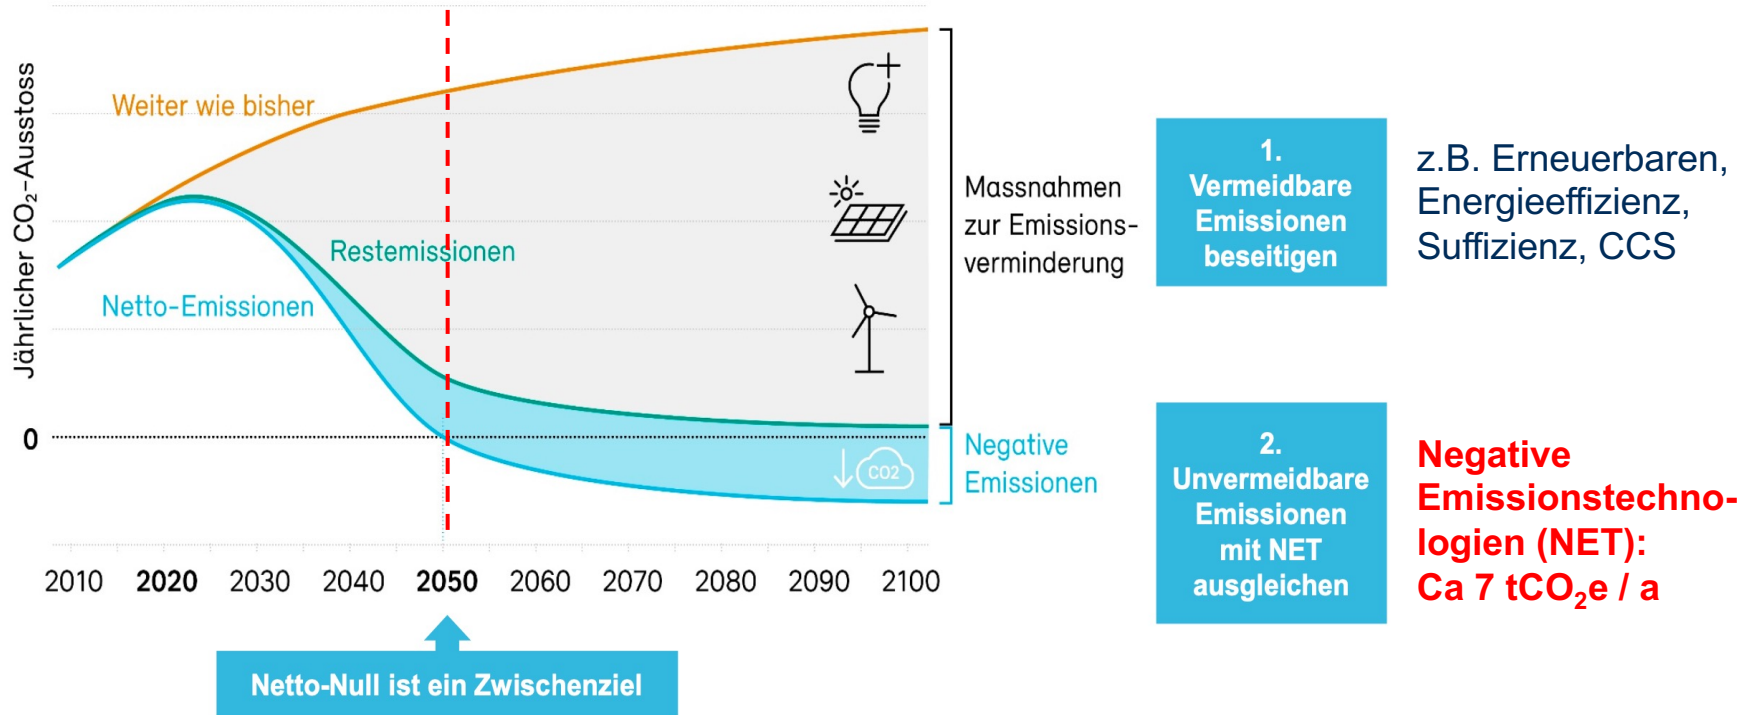 Jährlicher CO₂-Ausstoss
Weiter wie bisher
Restemissionen
Netto-Emissionen
0
CO2
2010 2020 2030 2040 2050 2060 2070 2080 2090 2100
Netto-Null ist ein Zwischenziel
Massnahmen
zur Emissions-
verminderung
Negative
Emissionen
1.
Vermeidbare
Emissionen
beseitigen
z.B. Erneuerbaren,
Energieeffizienz,
Suffizienz, CCS
2.
Unvermeidbare
Emissionen
mit NET
ausgleichen
Negative
Emissionstechno-
logien (NET):
Ca 7 tCO₂e / a